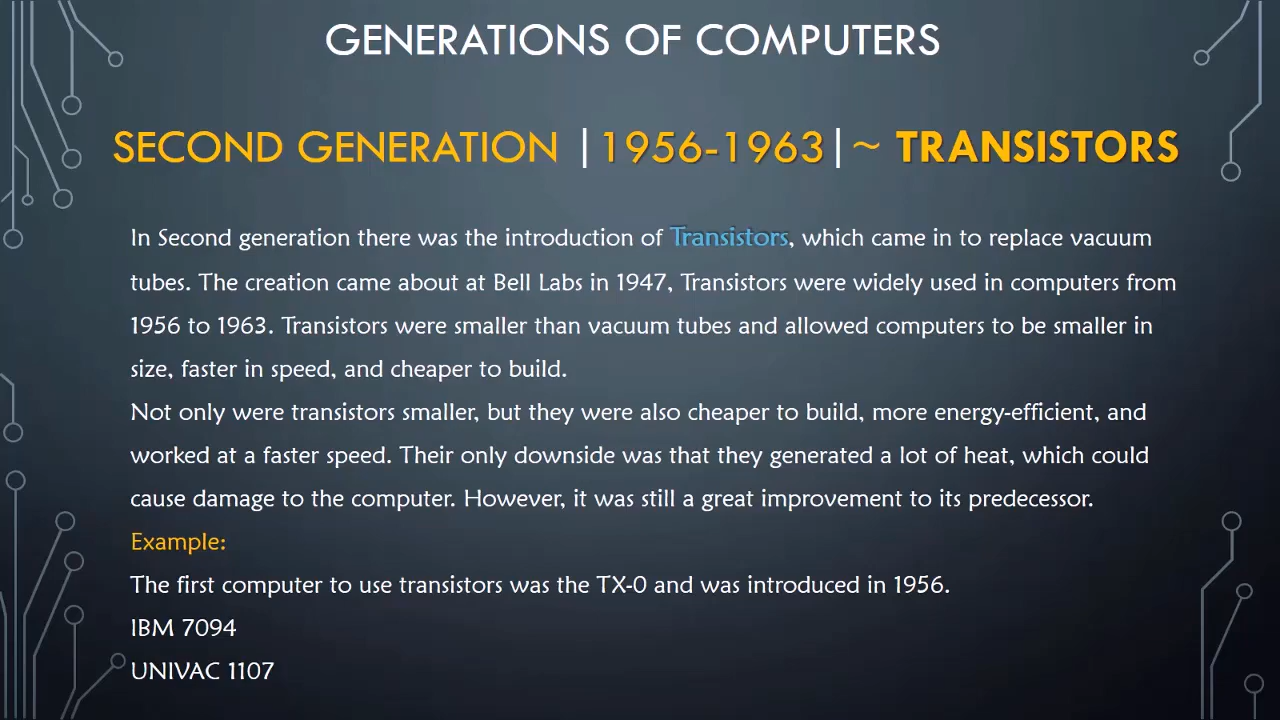 GENERATIONS OF COMPUTERS
SECOND GENERATION |1956-1963|~ TRANSISTORS
In Second generation there was the introduction of Transistors, which came in to replace vacuum
tubes. The creation came about at Bell Labs in 1947, Transistors were widely used in computers from
1956 to 1963. Transistors were smaller than vacuum tubes and allowed computers to be smaller in
size, faster in speed, and cheaper to build.
Not only were transistors smaller, but they were also cheaper to build, more energy-efficient, and
worked at a faster speed. Their only downside was that they generated a lot of heat, which could
cause damage to the computer. However, it was still a great improvement to its predecessor.
Example:
The first computer to use transistors was the TX-0 and was introduced in 1956.
IBM 7094
UNIVAC 1107